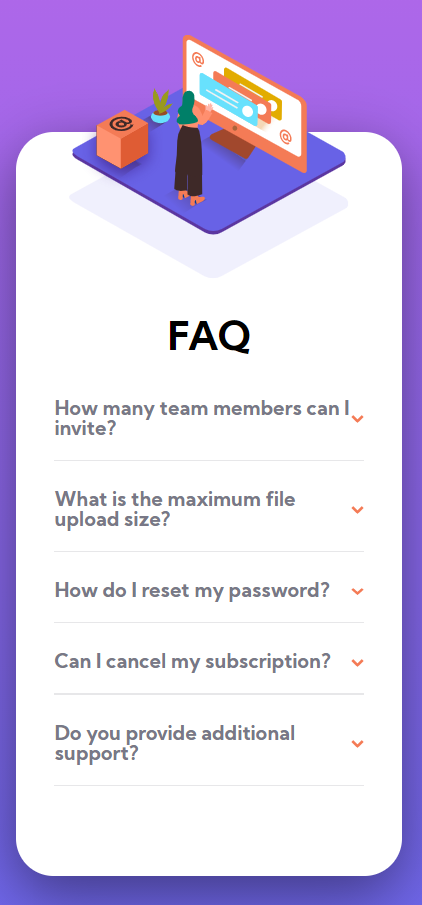 @
@
@
FAQ
How many team members can I
invite?
What is the maximum file
upload size?
How do I reset my password?
Can I cancel my subscription?
Do you provide additional
support?